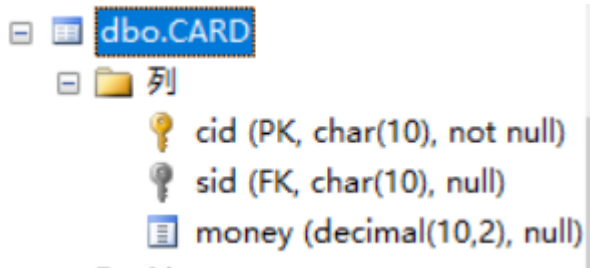 dbo.CARD
列
cid (PK, char(10), not null)
sid (FK, char(10), null)
money (decimal(10,2), null)